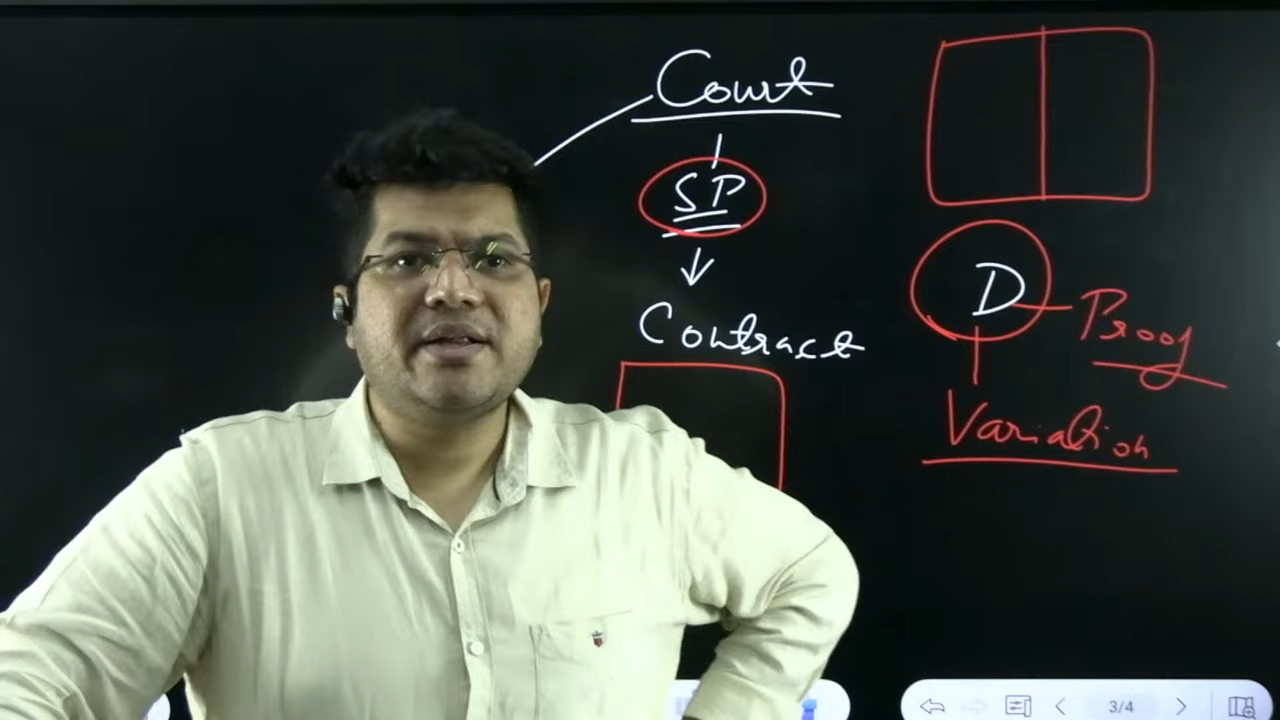 Court
SP
Contract
D
Proof
Variation
3/4